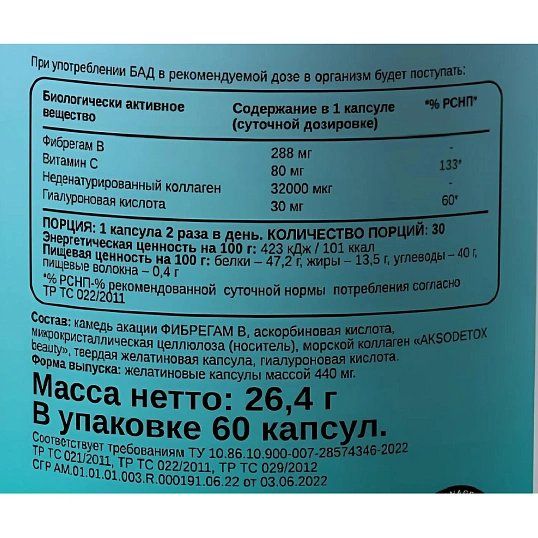 При употреблении БАД в рекомендуемой дозе в организм будет поступать:
Биологически активное вещество Содержание в 1 капсуле (суточной дозировке) *% РСНП*
Фибрегам В 288 мг -
Витамин С 80 мг 133*
Неденатурированный коллаген 32000 мкг -
Гиалуроновая кислота 30 мг 60*
ПОРЦИЯ: 1 капсула 2 раза в день. КОЛИЧЕСТВО ПОРЦИЙ: 30
Энергетическая ценность на 100 г: 423 кДж / 101 ккал
Пищевая ценность на 100 г: белки – 47,2 г, жиры – 13,5 г, углеводы – 40 г,
пищевые волокна – 0,4 г
*% РСНП-% рекомендованной суточной нормы потребления согласно
ТР ТС 022/2011
Состав: камедь акации ФИБРЕГАМ В, аскорбиновая кислота,
микрокристаллическая целлюлоза (носитель), морской коллаген «AKSODETOX
beauty», твердая желатиновая капсула, гиалуроновая кислота.
Форма выпуска: желатиновые капсулы массой 440 мг.
Масса нетто: 26,4 г
В упаковке 60 капсул.
Соответствует требованиям ТУ 10.86.10.900-007-28574346-2022
ТР ТС 021/2011, ТР ТС 022/2011, ТР ТС 029/2012
СГР AM.01.01.01.003.R.000191.06.22 от 03.06.2022